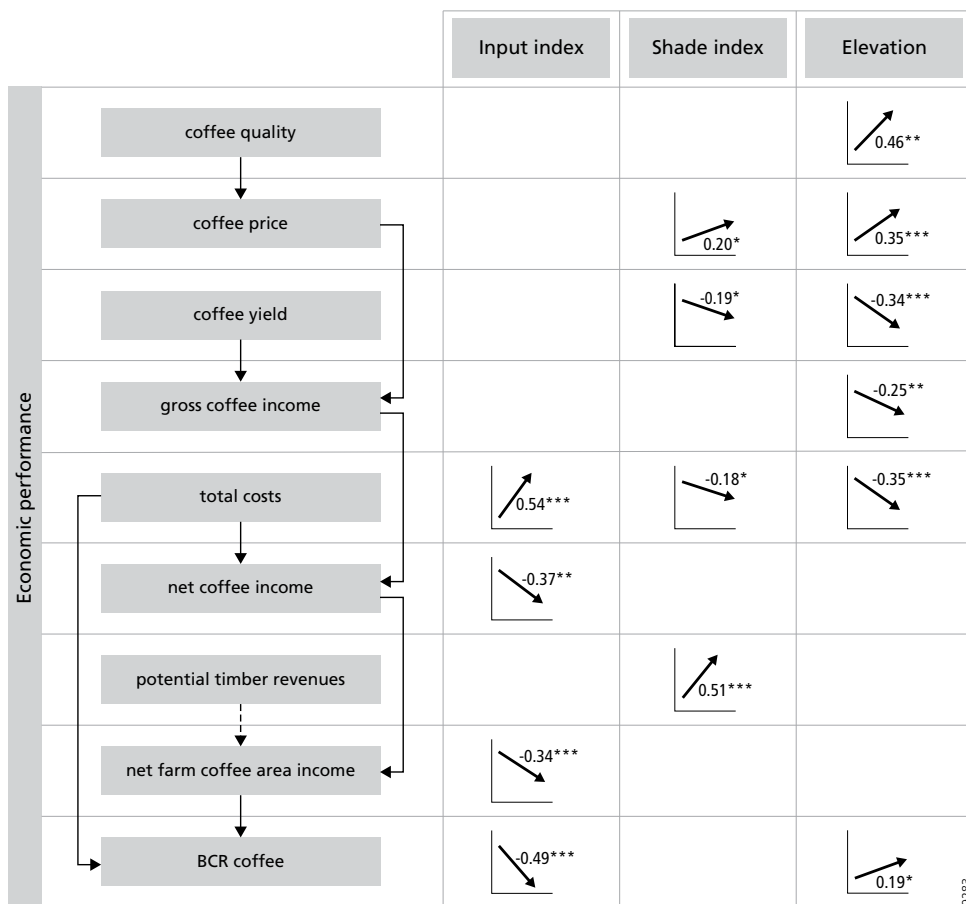 Input index
Shade index
Elevation
Economic performance
coffee quality
0.46**
coffee price
0.20*
0.35***
coffee yield
-0.19*
-0.34***
gross coffee income
-0.25**
total costs
0.54***
-0.18*
-0.35***
net coffee income
-0.37**
potential timber revenues
0.51***
net farm coffee area income
-0.34***
BCR coffee
-0.49***
0.19*